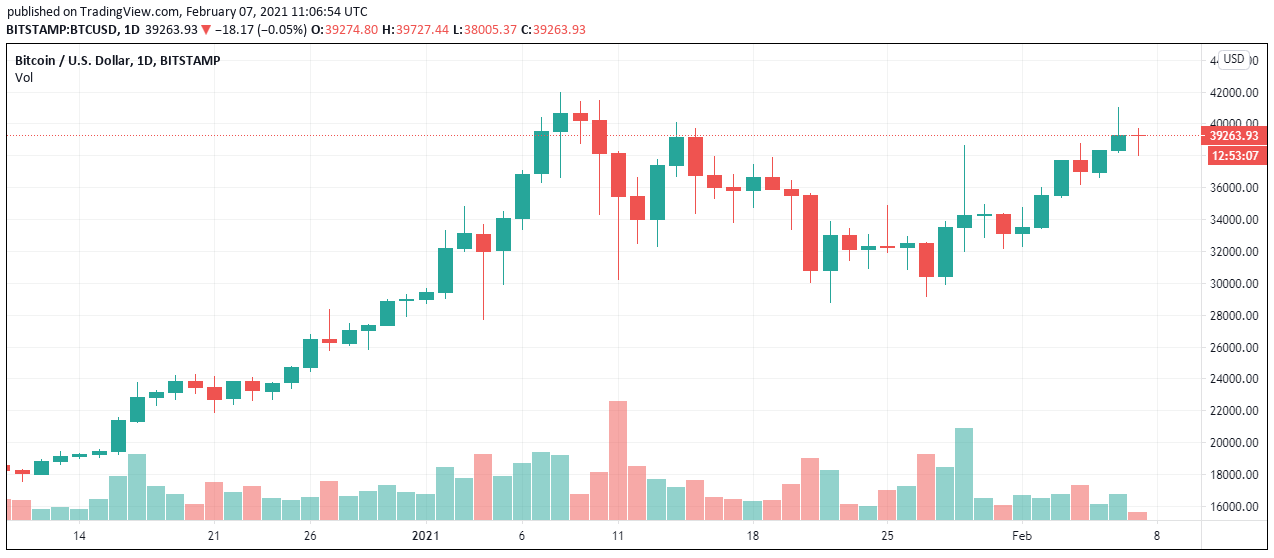 published on TradingView.com, February 07, 2021 11:06:54 UTC
BITSTAMP:BTCUSD, 1D 39263.93 ▼ −18.17 (−0.05%) O:39274.80 H:39727.44 L:38005.37 C:39263.93
Bitcoin / U.S. Dollar, 1D, BITSTAMP
Vol
USD
42000.00
40000.00
39263.93
12:53:07
36000.00
34000.00
32000.00
30000.00
28000.00
26000.00
24000.00
22000.00
20000.00
18000.00
16000.00
14 21 26 2021 6 11 18 25 Feb 8